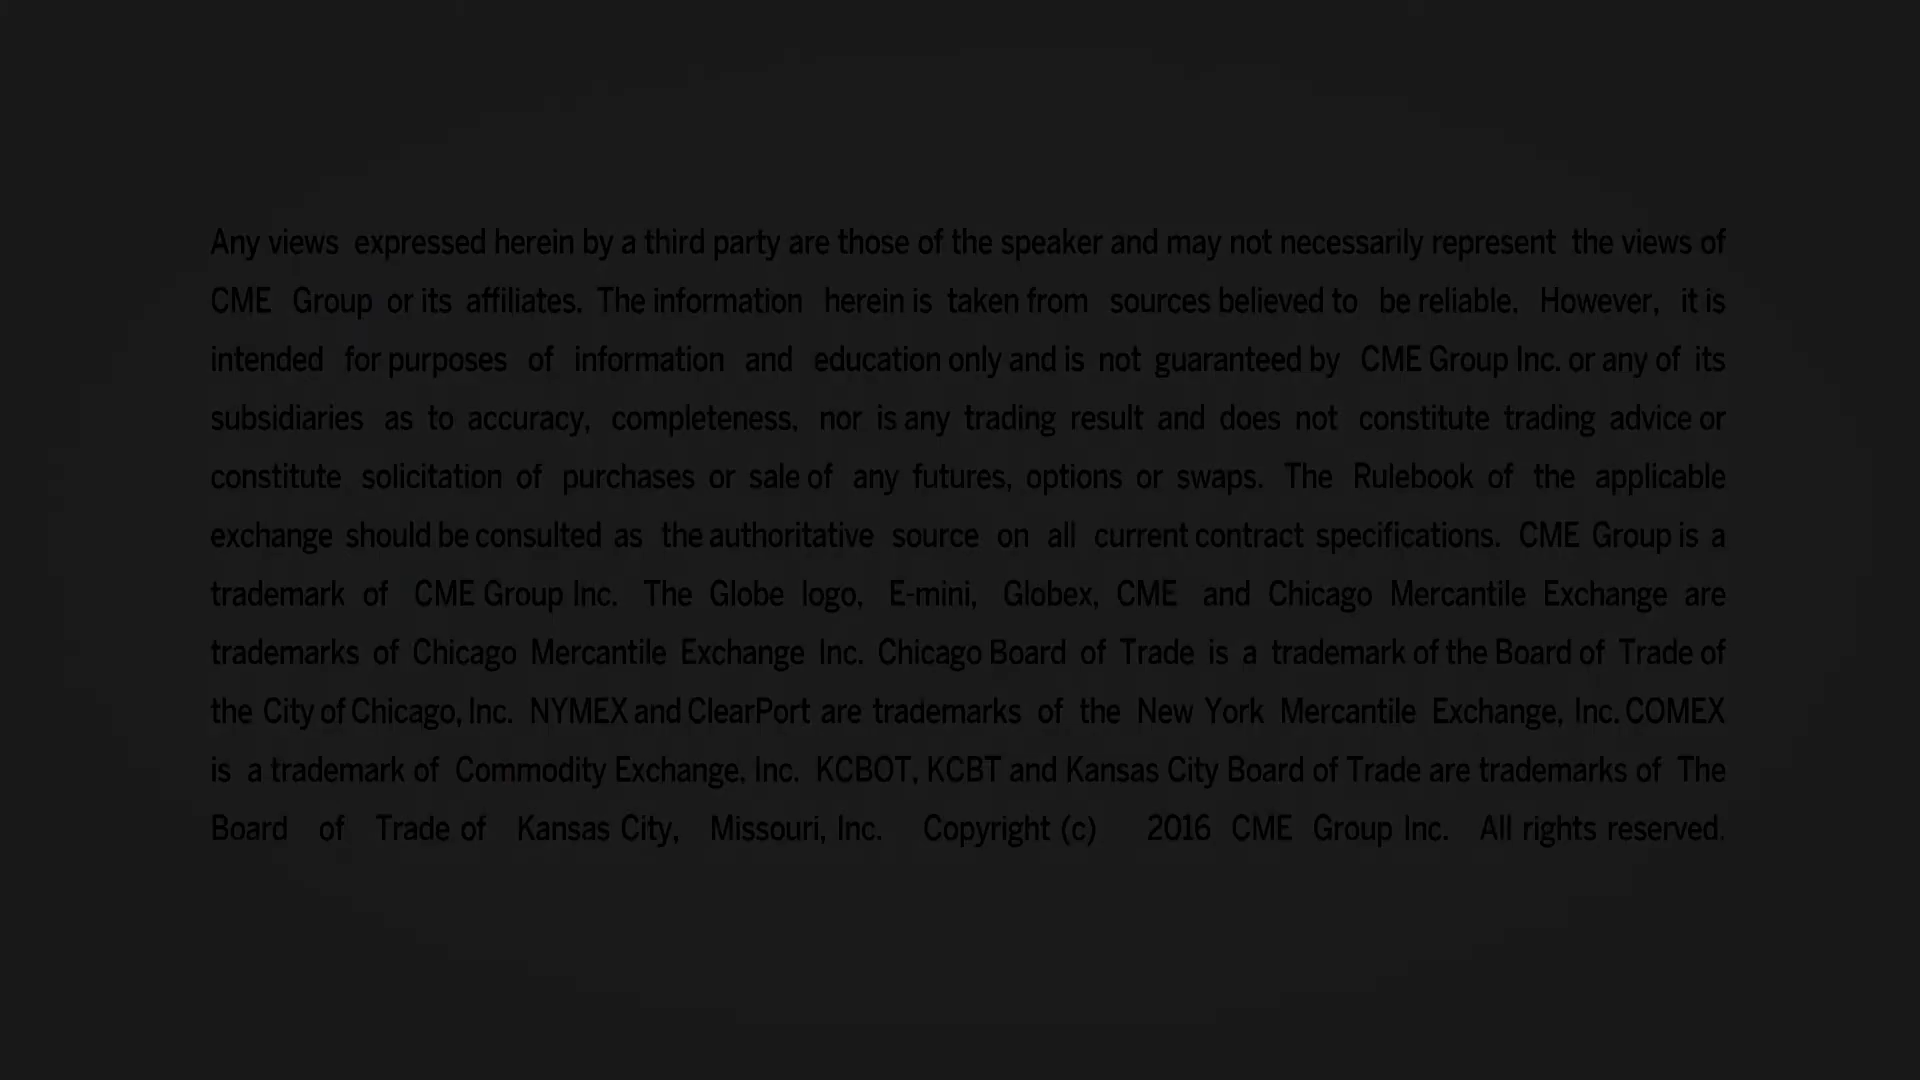 Any views expressed herein by a third party are those of the speaker and may not necessarily represent the views of
CME Group or its affiliates. The information herein is taken from sources believed to be reliable. However, it is
intended for purposes of information and education only and is not guaranteed by CME Group Inc. or any of its
subsidiaries as to accuracy, completeness, nor is any trading result and does not constitute trading advice or
constitute solicitation of purchases or sale of any futures, options or swaps. The Rulebook of the applicable
exchange should be consulted as the authoritative source on all current contract specifications. CME Group is a
trademark of CME Group Inc. The Globe logo, E-mini, Globex, CME and Chicago Mercantile Exchange are
trademarks of Chicago Mercantile Exchange Inc. Chicago Board of Trade is a trademark of the Board of Trade of
the City of Chicago, Inc. NYMEX and ClearPort are trademarks of the New York Mercantile Exchange, Inc. COMEX
is a trademark of Commodity Exchange, Inc. KCBOT, KCBT and Kansas City Board of Trade are trademarks of The
Board of Trade of Kansas City, Missouri, Inc. Copyright (c) 2016 CME Group Inc. All rights reserved.